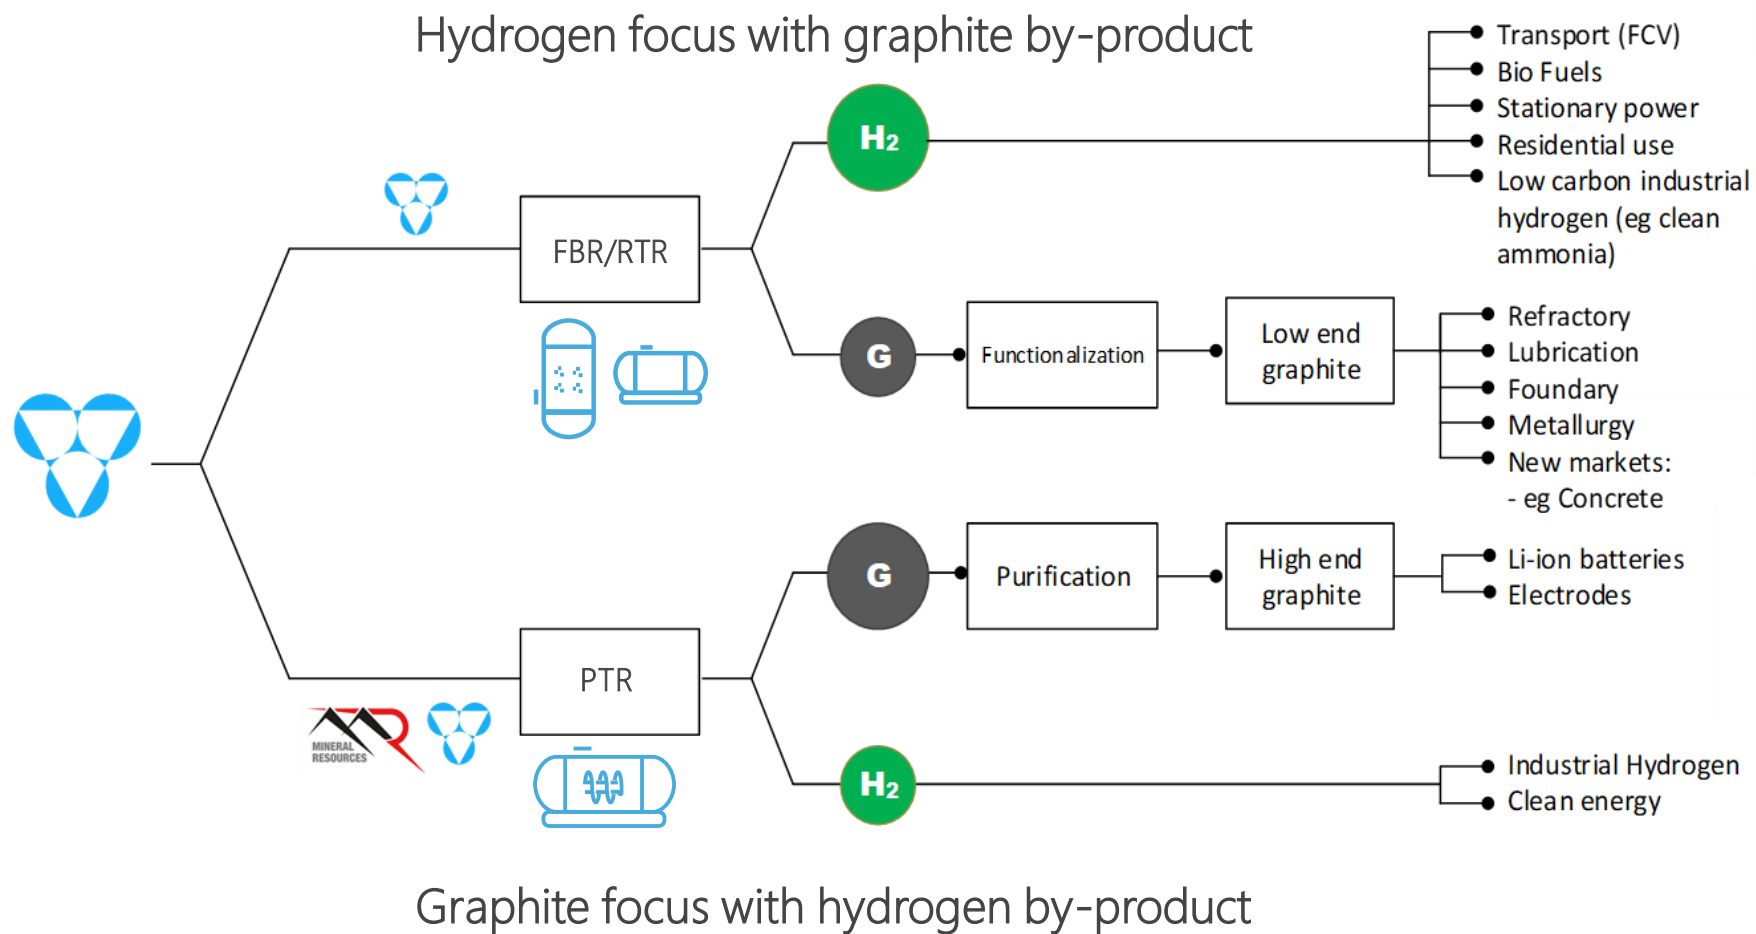 Hydrogen focus with graphite by-product
Transport (FCV)
Bio Fuels
Stationary power
Residential use
Low carbon industrial
hydrogen (eg clean
ammonia)
H2
FBR/RTR
G
Functionalization
Low end
graphite
Refractory
Lubrication
Foundary
Metallurgy
New markets:
- eg Concrete
G
Purification
High end
graphite
Li-ion batteries
Electrodes
PTR
MINERAL
RESOURCES
H2
Industrial Hydrogen
Clean energy
Graphite focus with hydrogen by-product